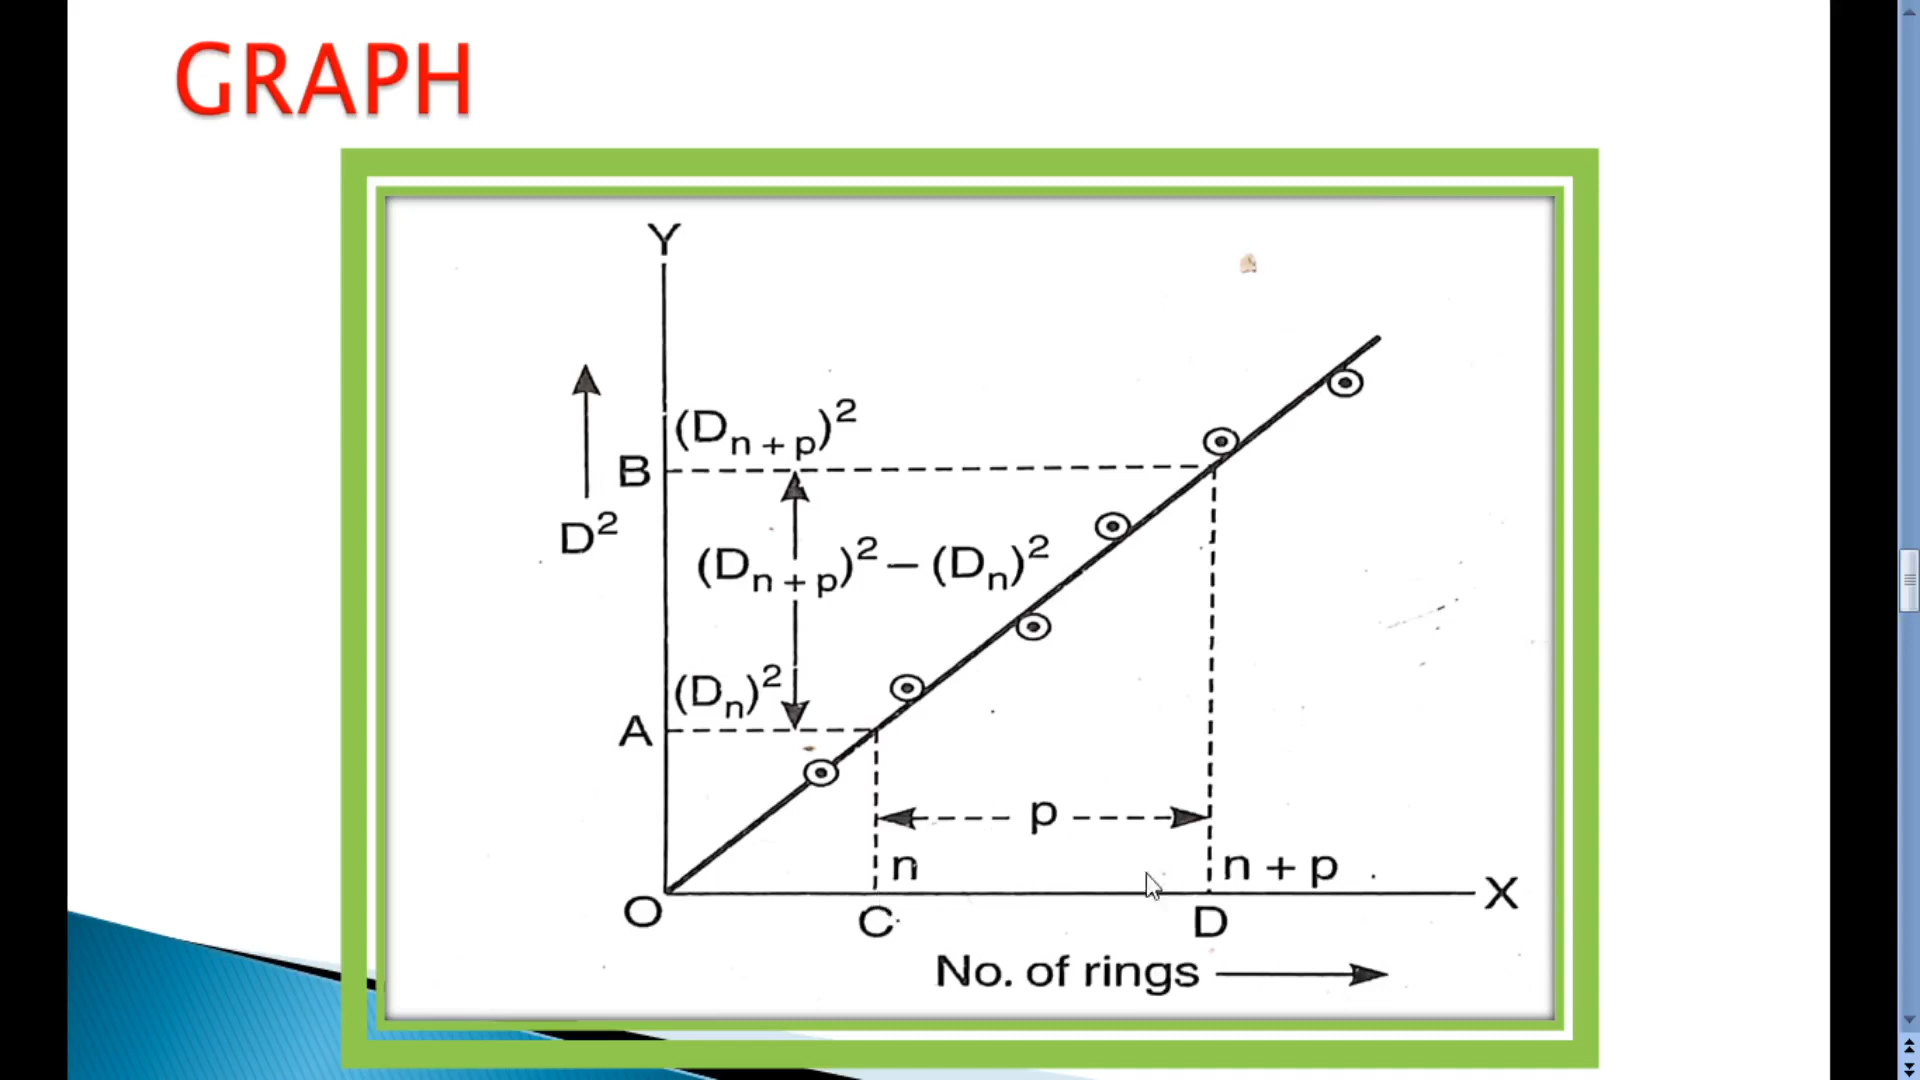 GRAPH
Y
(Dn + p)²
B
D²
(Dn + p)² – (Dn)²
(Dn)²
A
p
n
n + p
O
C
D
X
No. of rings